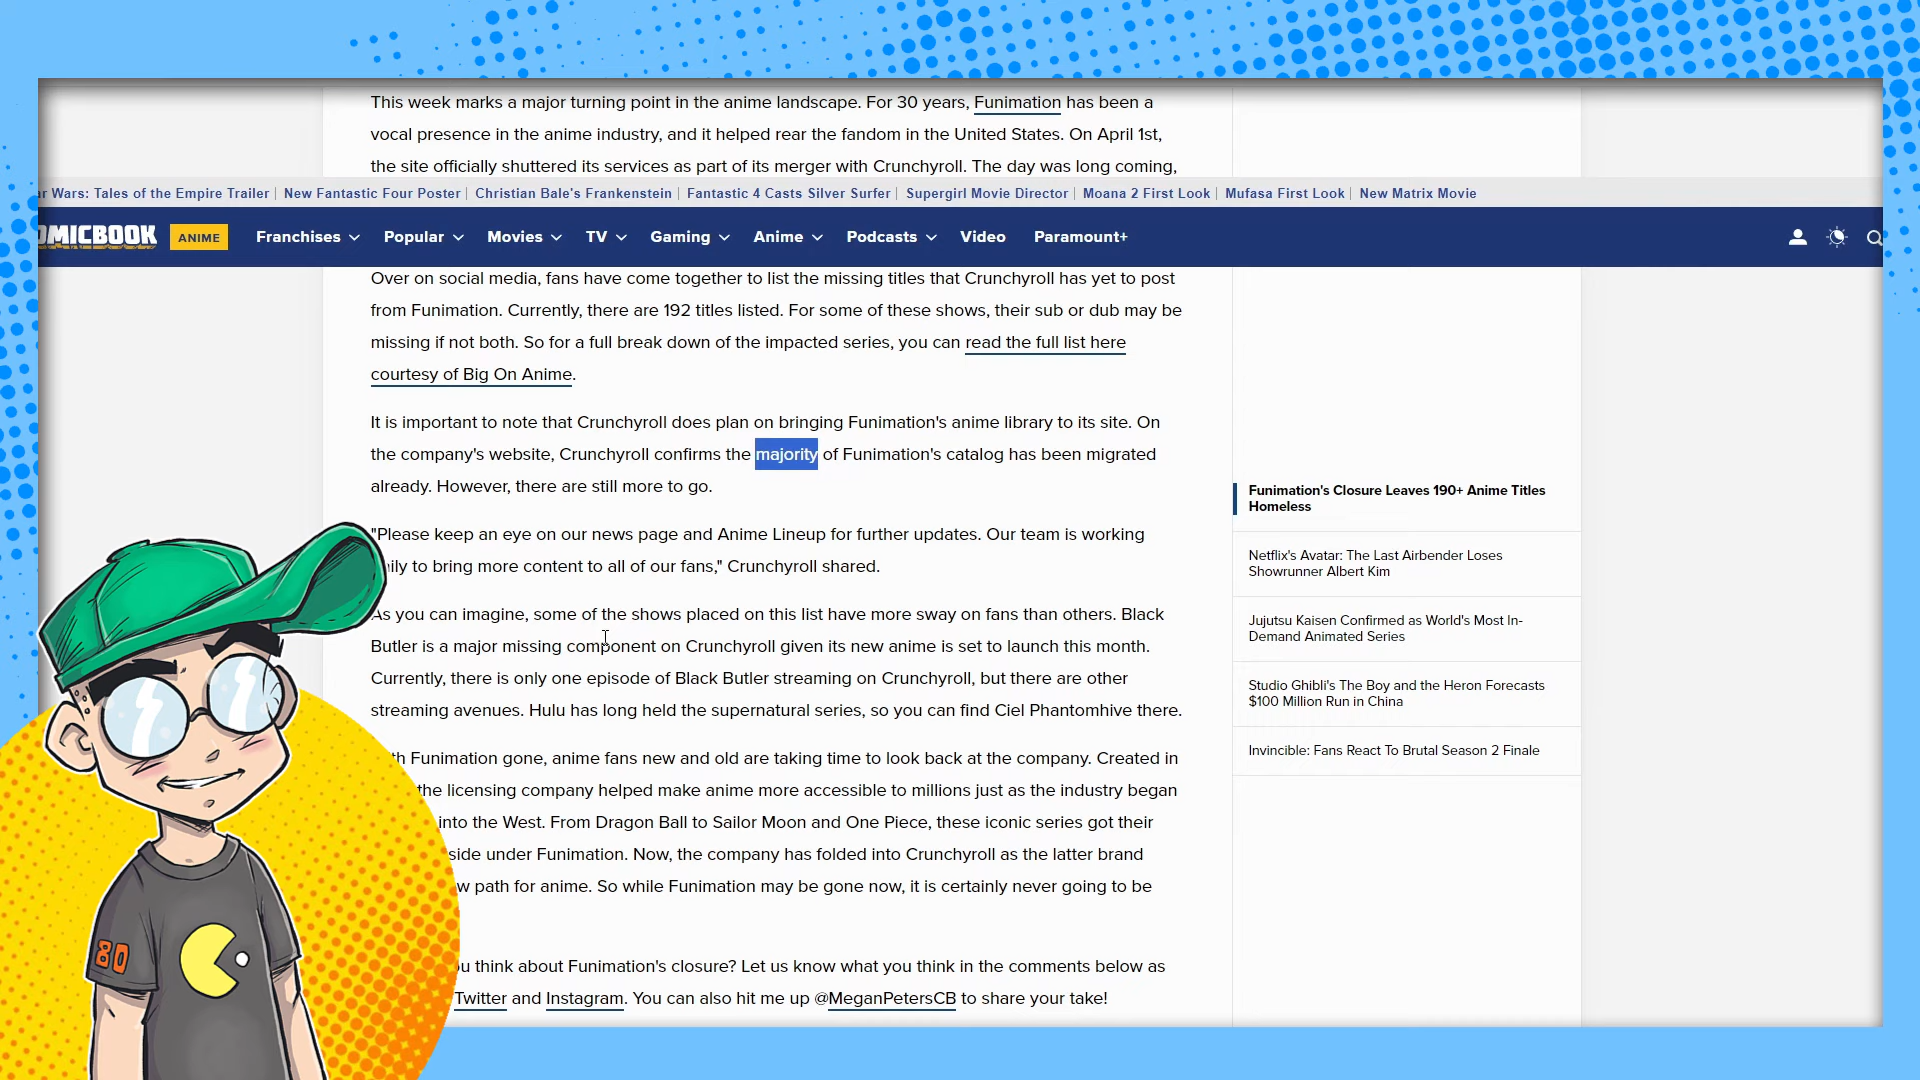 This week marks a major turning point in the anime landscape. For 30 years, Funimation has been a
vocal presence in the anime industry, and it helped rear the fandom in the United States. On April 1st,
the site officially shuttered its services as part of its merger with Crunchyroll. The day was long coming,
ar Wars: Tales of the Empire Trailer | New Fantastic Four Poster | Christian Bale's Frankenstein | Fantastic 4 Casts Silver Surfer | Supergirl Movie Director | Moana 2 First Look | Mufasa First Look | New Matrix Movie
OMICBOOK ANIME Franchises Popular Movies TV Gaming Anime Podcasts Video Paramount+
Over on social media, fans have come together to list the missing titles that Crunchyroll has yet to post
from Funimation. Currently, there are 192 titles listed. For some of these shows, their sub or dub may be
missing if not both. So for a full break down of the impacted series, you can read the full list here
courtesy of Big On Anime.
It is important to note that Crunchyroll does plan on bringing Funimation's anime library to its site. On
the company's website, Crunchyroll confirms the majority of Funimation's catalog has been migrated
already. However, there are still more to go.
"Please keep an eye on our news page and Anime Lineup for further updates. Our team is working
ily to bring more content to all of our fans," Crunchyroll shared.
As you can imagine, some of the shows placed on this list have more sway on fans than others. Black
Butler is a major missing component on Crunchyroll given its new anime is set to launch this month.
Currently, there is only one episode of Black Butler streaming on Crunchyroll, but there are other
streaming avenues. Hulu has long held the supernatural series, so you can find Ciel Phantomhive there.
th Funimation gone, anime fans new and old are taking time to look back at the company. Created in
the licensing company helped make anime more accessible to millions just as the industry began
into the West. From Dragon Ball to Sailor Moon and One Piece, these iconic series got their
side under Funimation. Now, the company has folded into Crunchyroll as the latter brand
w path for anime. So while Funimation may be gone now, it is certainly never going to be
u think about Funimation's closure? Let us know what you think in the comments below as
Twitter and Instagram. You can also hit me up @MeganPetersCB to share your take!
Funimation's Closure Leaves 190+ Anime Titles
Homeless
Netflix's Avatar: The Last Airbender Loses
Showrunner Albert Kim
Jujutsu Kaisen Confirmed as World's Most In-
Demand Animated Series
Studio Ghibli's The Boy and the Heron Forecasts
$100 Million Run in China
Invincible: Fans React To Brutal Season 2 Finale
80